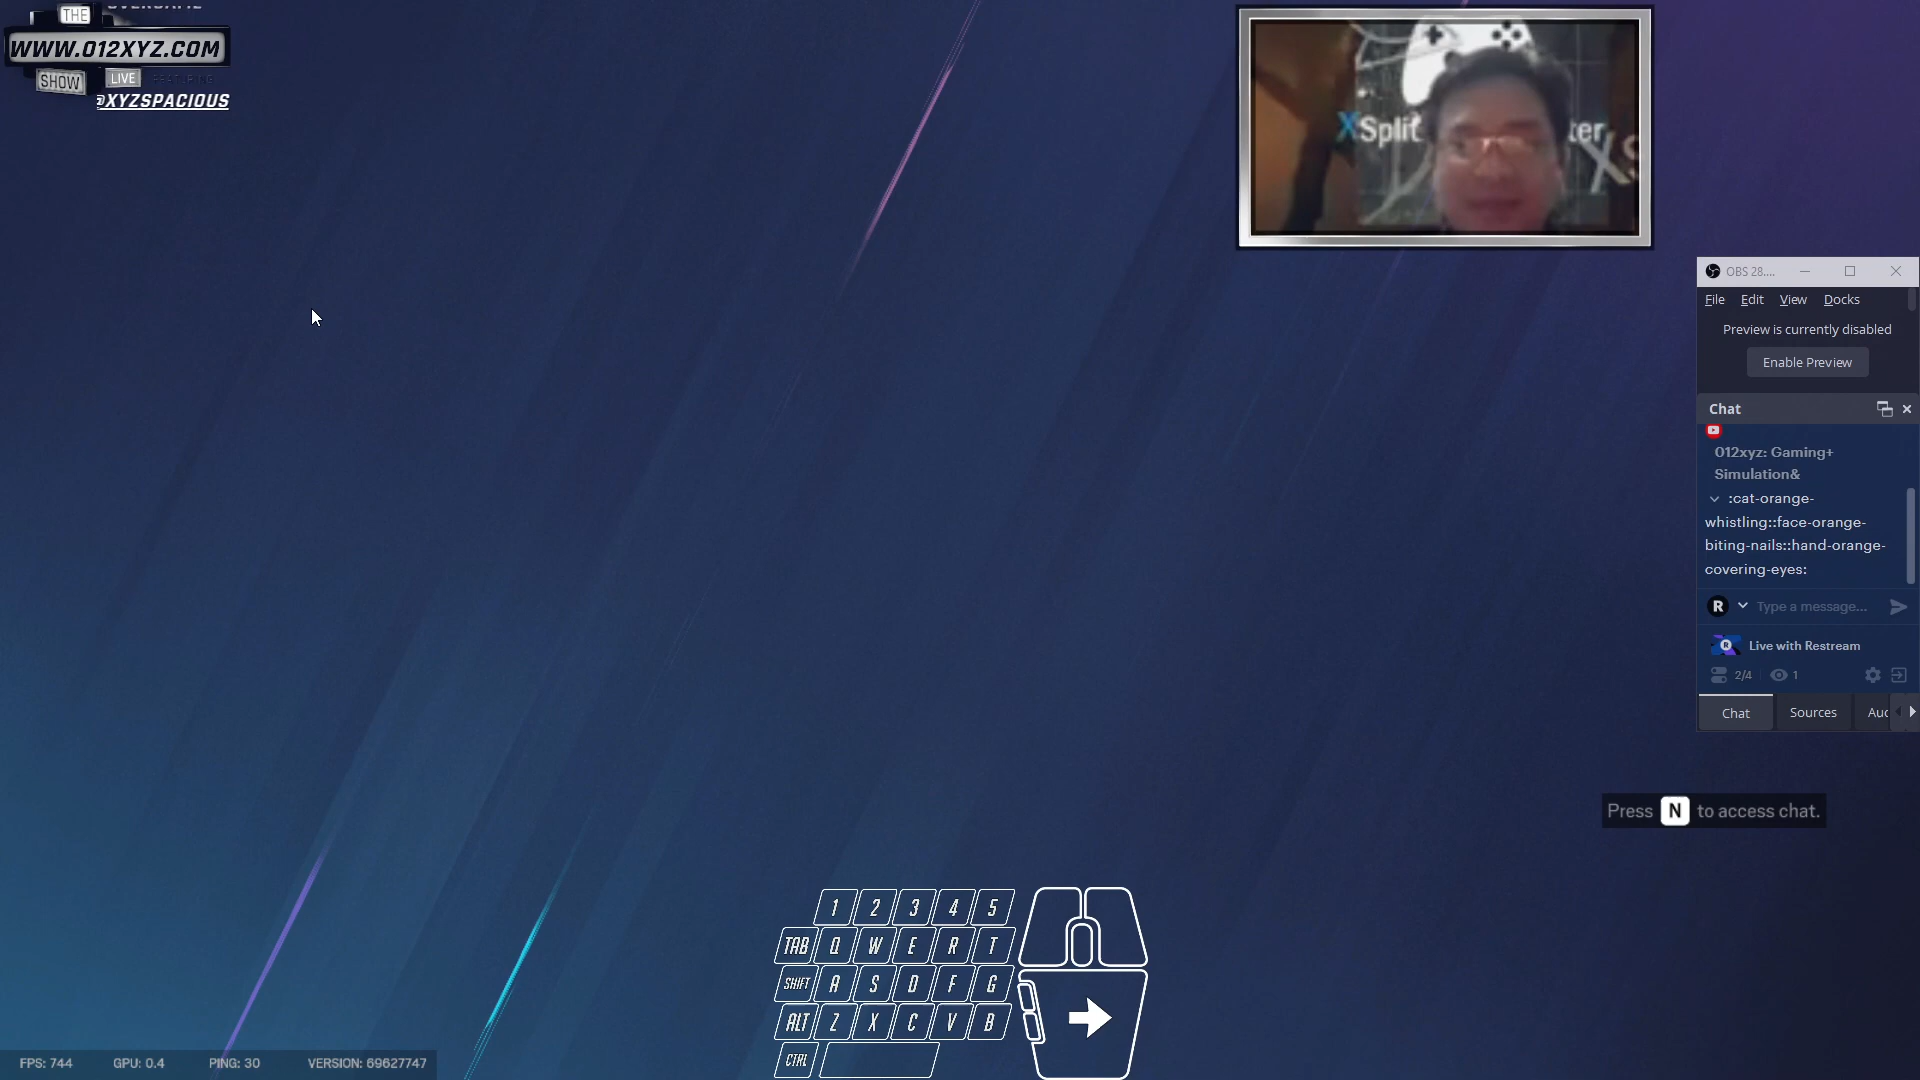 THE
WWW.012XYZ.COM
SHOW LIVE
@XYZSPACIOUS
XSplit
OBS 28....
File Edit View Docks
Preview is currently disabled
Enable Preview
Chat
012xyz: Gaming+
Simulation&
:cat-orange-
whistling::face-orange-
biting-nails::hand-orange-
covering-eyes:
R Type a message...
Live with Restream
2/4 1
Chat Sources
Press N to access chat.
1 2 3 4 5
TAB Q W E R T
SHIFT A S D F G
ALT Z X C V B
CTRL
FPS: 744 GPU: 0.4 PING: 30 VERSION: 69627747